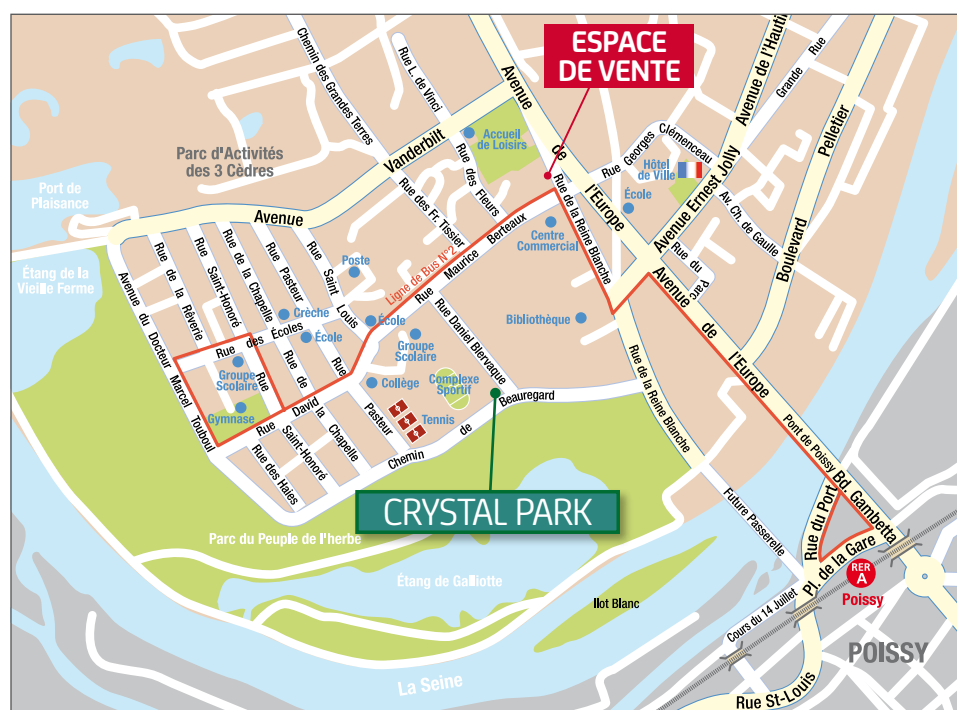 ESPACE
DE VENTE
Chemin des Grandes Terres
Rue L. de Vinci
Avenue
de
l'Europe
Avenue de l'Hautil
Grande Rue
Pelletier
Boulevard
Parc d'Activités
des 3 Cèdres
Vanderbilt
Avenue
Accueil
de Loisirs
Rue des Fleurs
Rue des Fr. Tissier
Rue Georges Clémenceau
Hôtel
de Ville
École
Avenue Ernest Jolly
Av. Ch. de Gaulle
Rue du Parc
Port de
Plaisance
Étang de la
Vieille Ferme
Avenue du Docteur Marcel Touboul
Rue de la Rêverie
Rue Saint-Honoré
Rue de la Chapelle
Rue Pasteur
Rue Saint Louis
Poste
Crèche
École
École
Rue des Écoles
Ligne de Bus N°2
Rue Maurice Berteaux
Rue de la Reine Blanche
Centre
Commercial
Bibliothèque
Groupe
Scolaire
Gymnase
Rue David
Rue
Saint-Honoré
Rue de
la Chapelle
Rue
Pasteur
Rue des Haies
Groupe
Scolaire
Collège
Complexe
Sportif
Tennis
Rue Daniel Blervaque
Chemin de Beauregard
Avenue
de
l'Europe
Rue de la Reine Blanche
Pont de Poissy
Bd. Gambetta
CRYSTAL PARK
Future Passerelle
Rue du Port
Pl. de la Gare
RER
A
Poissy
Cours du 14 Juillet
Parc du Peuple de l'herbe
Étang de Galliotte
Ilot Blanc
La Seine
POISSY
Rue St-Louis